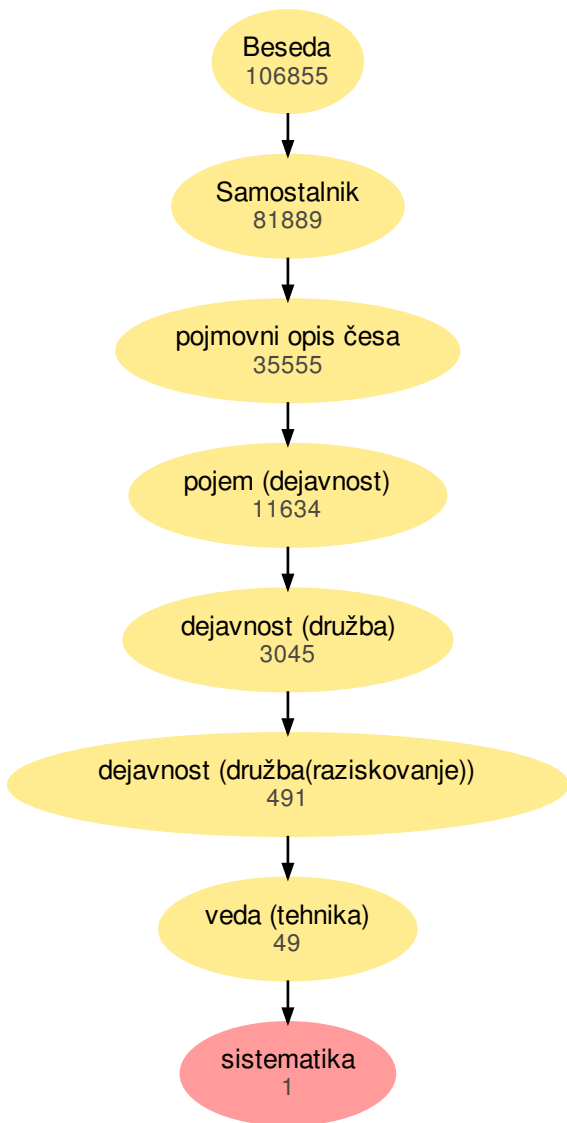 Beseda
106855
Samostalnik
81889
pojmovni opis česa
35555
pojem (dejavnost)
11634
dejavnost (družba)
3045
dejavnost (družba(raziskovanje))
491
veda (tehnika)
49
sistematika
1